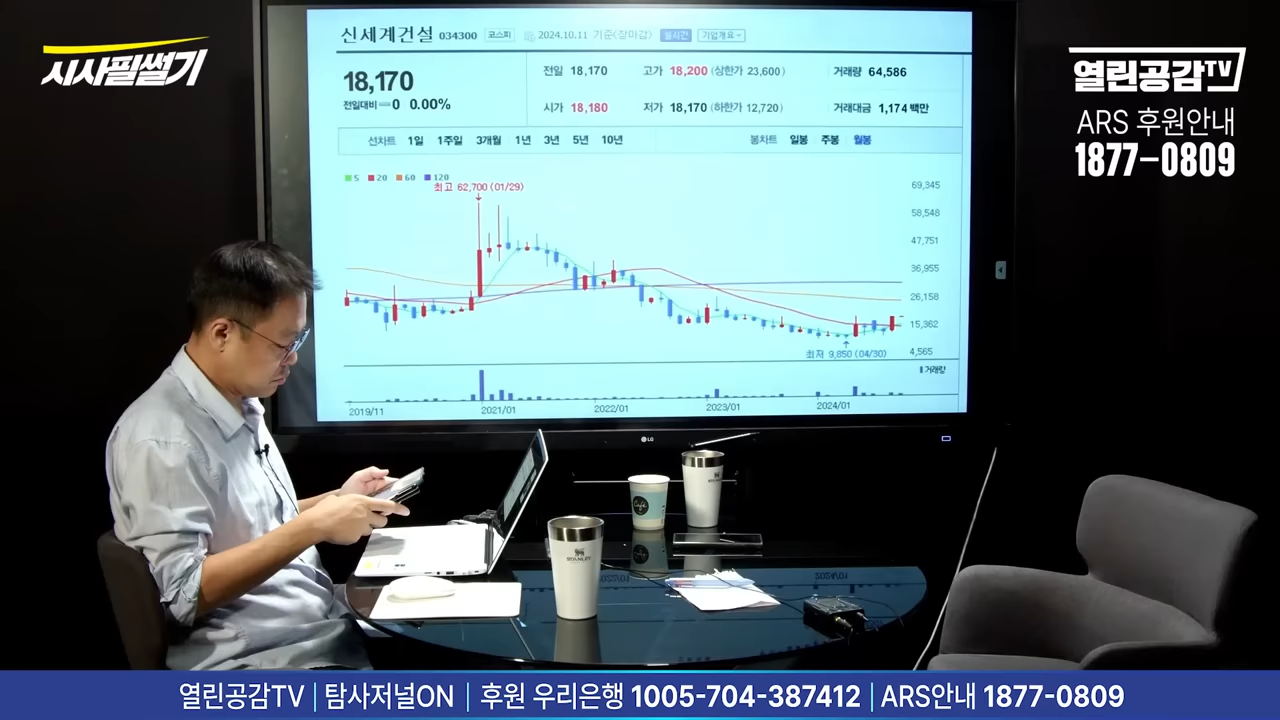 시사필썰기
열린공감TV
ARS 후원안내
1877-0809
신세계건설 034300 코스피 2024.10.11 기준(장마감) 실시간 기업개요
18,170
전일대비 0 0.00%
전일 18,170 고가 18,200 (상한가 23,600) 거래량 64,586
시가 18,180 저가 18,170 (하한가 12,720) 거래대금 1,174 백만
선차트 1일 1주일 3개월 1년 3년 5년 10년 봉차트 일봉 주봉 월봉
5 20 60 120
최고 62,700 (01/29)
69,345
58,548
47,751
36,955
26,158
15,362
최저 9,850 (04/30)
4,565
거래량
2019/11 2021/01 2022/01 2023/01 2024/01
LG
Café
STANLEY
열린공감TV | 탐사저널ON | 후원 우리은행 1005-704-387412 | ARS안내 1877-0809